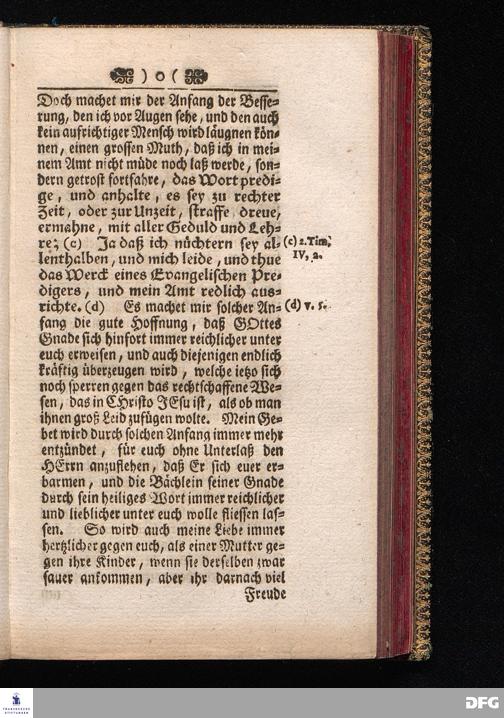 ) o (
Doch machet mir der Anfang der Besse-
rung, den ich vor Augen sehe, und den auch
kein aufrichtiger Mensch wird läugnen kön-
nen, einen grossen Muth, daß ich in mei-
nem Amt nicht müde noch laß werde, son-
dern getrost fortfahre, das Wort predi-
ge, und anhalte, es sey zu rechter
Zeit, oder zur Unzeit, straffe, dreue,
ermahne, mit aller Geduld und Leh-
re; (c) Ja daß ich nüchtern sey al-
lenthalben, und mich leide, und thue
das Werck eines Evangelischen Pre-
digers, und mein Amt redlich aus-
richte. (d) Es machet mir solcher An-
fang die gute Hoffnung, daß GOttes
Gnade sich hinfort immer reichlicher unter
euch erweisen, und auch diejenigen endlich
kräftig überzeugen wird, welche ietzo sich
noch sperren gegen das rechtschaffene We-
sen, das in CHristo JEsu ist, als ob man
ihnen groß Leid zufügen wolte. Mein Ge-
bet wird durch solchen Anfang immer mehr
entzündet, für euch ohne Unterlaß den
HErrn anzuflehen, daß Er sich euer er-
barmen, und die Bächlein seiner Gnade
durch sein heiliges Wort immer reichlicher
und lieblicher unter euch wolle fliessen las-
sen. So wird auch meine Liebe immer
hertzlicher gegen euch, als einer Mutter ge-
gen ihre Kinder, wenn sie derselben zwar
sauer ankommen, aber ihr darnach viel
Freude
(c) 2. Tim.
IV, 2.
(d) v. 5.
FRANCKESCHE
STIFTUNGEN
DFG